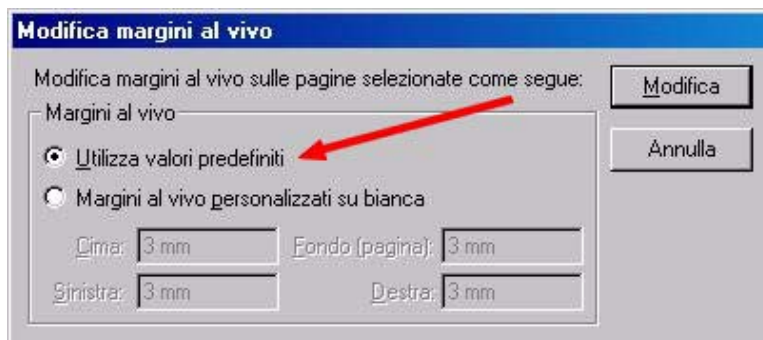 Modifica margini al vivo
Modifica margini al vivo sulle pagine selezionate come segue:
Modifica
Margini al vivo
Annulla
Utilizza valori predefiniti
Margini al vivo personalizzati su bianca
Cima: 3 mm Fondo (pagina): 3 mm
Sinistra: 3 mm Destra: 3 mm